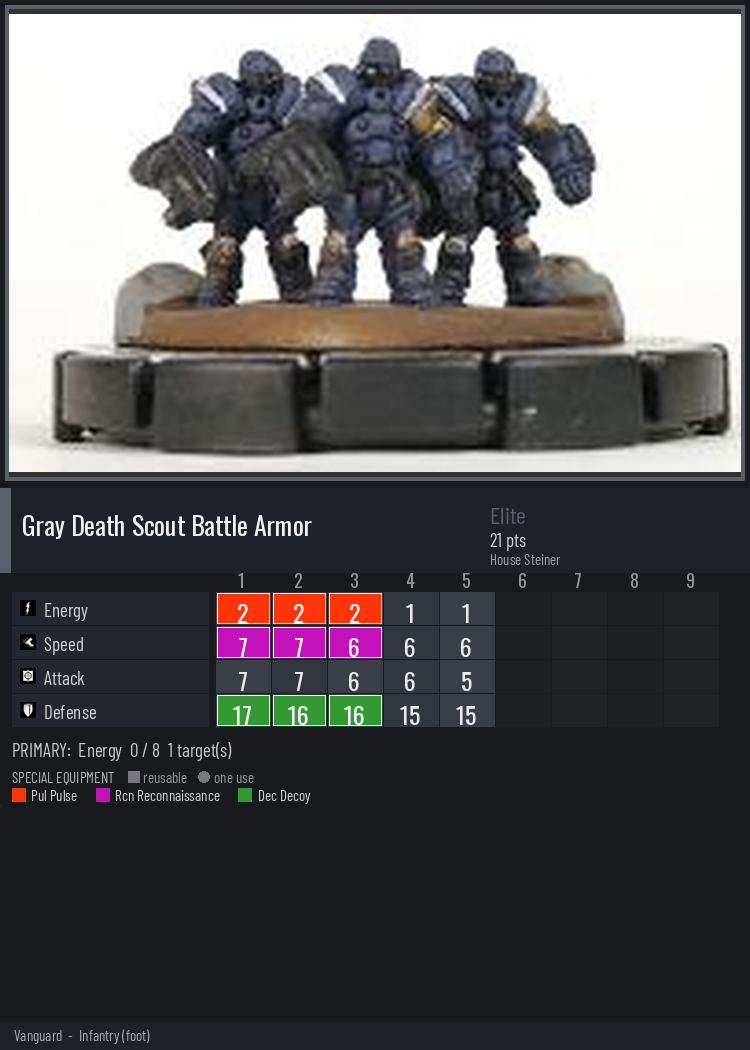 Gray Death Scout Battle Armor
Elite
21 pts
House Steiner
1 2 3 4 5 6 7 8 9
Energy 2 2 2 1 1
Speed 7 7 6 6 6
Attack 7 7 6 6 5
Defense 17 16 16 15 15
PRIMARY: Energy 0 / 8 1 target(s)
SPECIAL EQUIPMENT reusable one use
Pul Pulse Rcn Reconnaissance Dec Decoy
Vanguard - Infantry (foot)